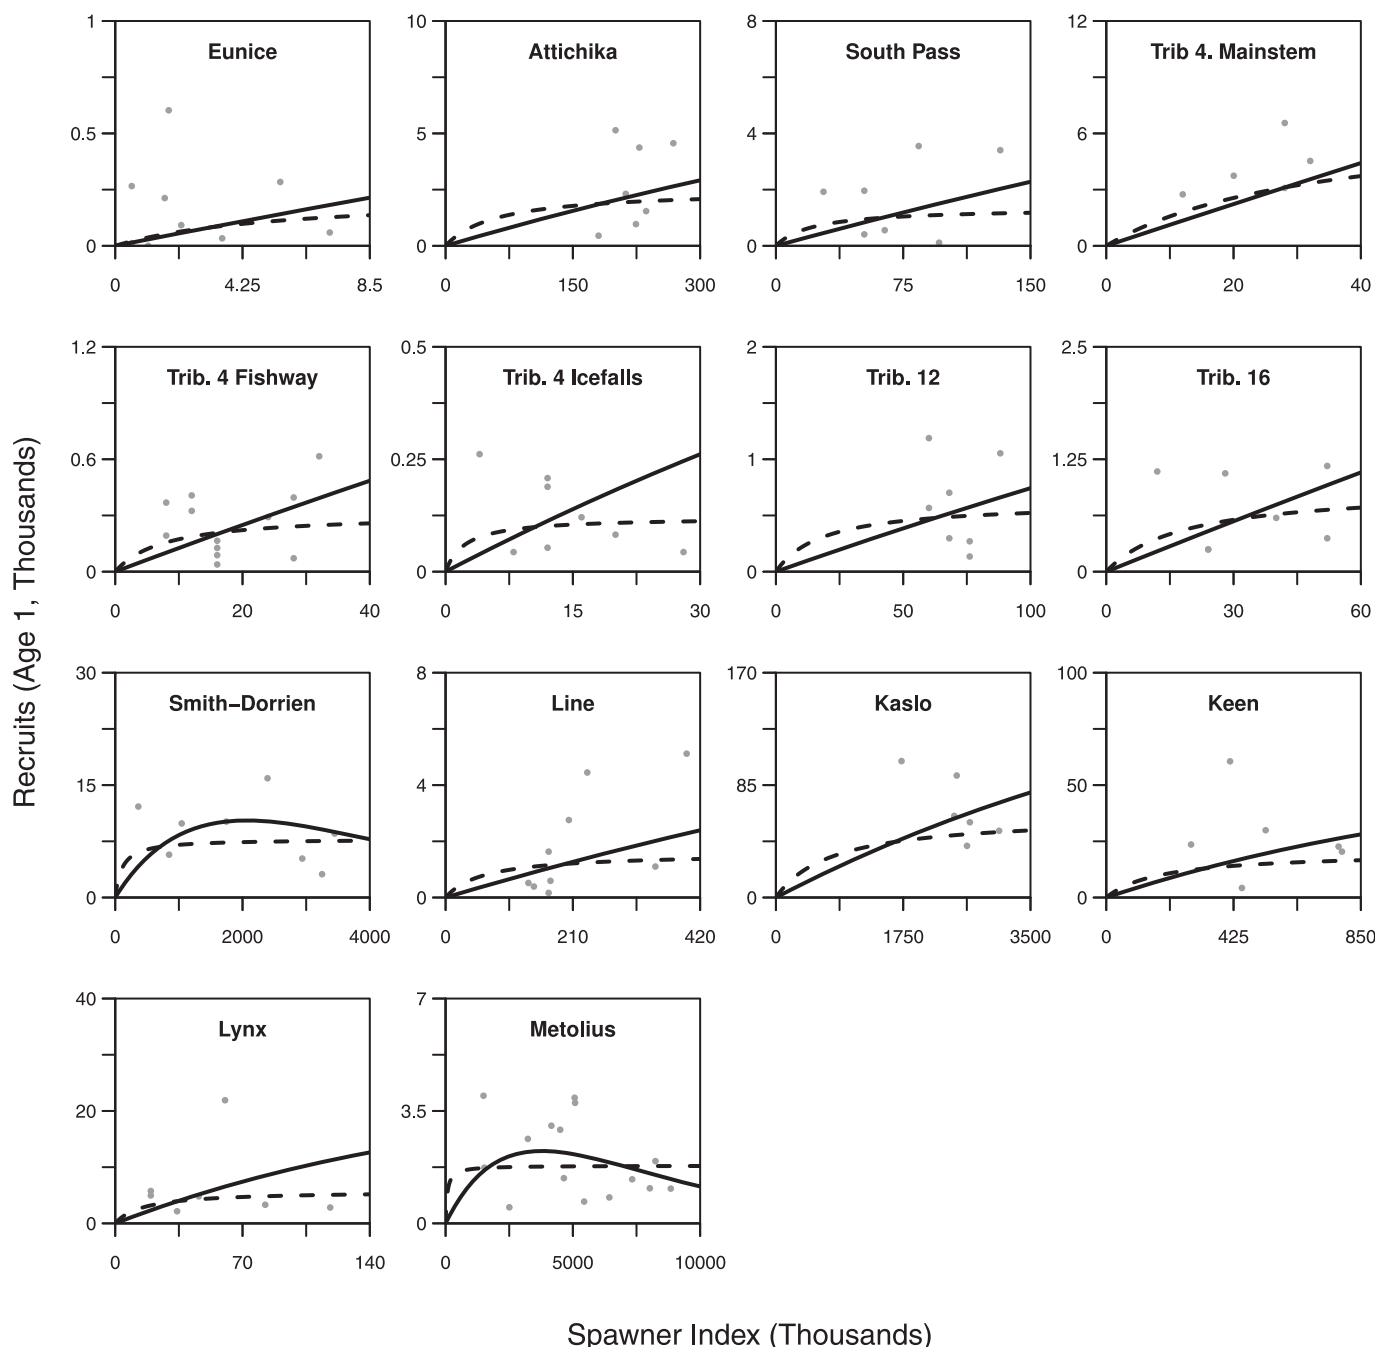 Recruits (Age 1, Thousands)
Eunice
1
0.5
0
0 4.25 8.5
Attichika
10
5
0
0 150 300
South Pass
8
4
0
0 75 150
Trib 4. Mainstem
12
6
0
0 20 40
Trib. 4 Fishway
1.2
0.6
0
0 20 40
Trib. 4 Icefalls
0.5
0.25
0
0 15 30
Trib. 12
2
1
0
0 50 100
Trib. 16
2.5
1.25
0
0 30 60
Smith–Dorrien
30
15
0
0 2000 4000
Line
8
4
0
0 210 420
Kaslo
170
85
0
0 1750 3500
Keen
100
50
0
0 425 850
Lynx
40
20
0
0 70 140
Metolius
7
3.5
0
0 5000 10000
Spawner Index (Thousands)